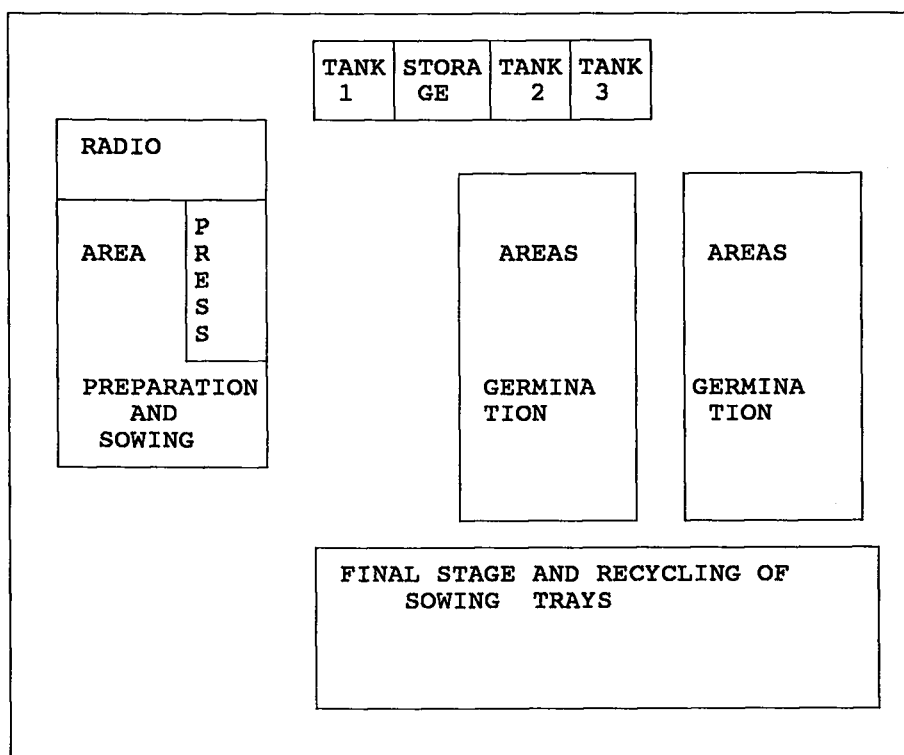 TANK 1
STORA
GE
TANK 2
TANK 3
RADIO
AREA
PRESS
PREPARATION
AND
SOWING
AREAS
GERMINA
TION
AREAS
GERMINA
TION
FINAL STAGE AND RECYCLING OF
SOWING TRAYS